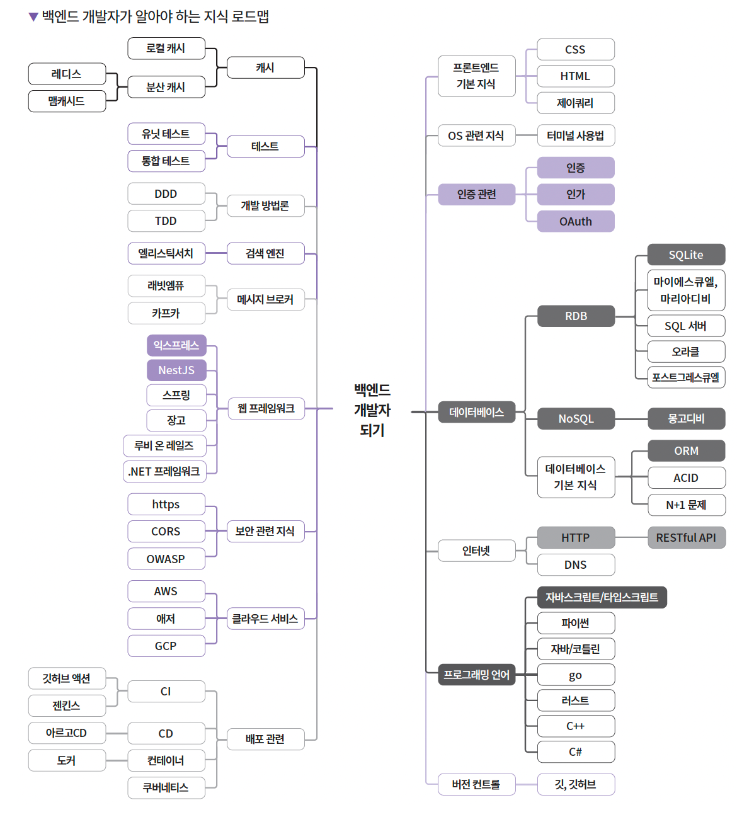 ▼ 백엔드 개발자가 알아야 하는 지식 로드맵
로컬 캐시
레디스
캐시
분산 캐시
맴캐시드
유닛 테스트
테스트
통합 테스트
DDD
개발 방법론
TDD
엘리스틱서치
검색 엔진
래빗엠큐
메시지 브로커
카프카
익스프레스
NestJS
스프링
웹 프레임워크
장고
루비 온 레일즈
.NET 프레임워크
https
CORS
보안 관련 지식
OWASP
AWS
애저
클라우드 서비스
GCP
깃허브 액션
CI
젠킨스
아르고CD
CD
배포 관련
도커
컨테이너
쿠버네티스
백엔드
개발자
되기
프론트엔드
기본 지식
CSS
HTML
제이쿼리
OS 관련 지식
터미널 사용법
인증 관련
인증
인가
OAuth
데이터베이스
RDB
SQLite
마이에스큐엘,
마리아디비
SQL 서버
오라클
포스트그레스큐엘
NoSQL
몽고디비
데이터베이스
기본 지식
ORM
ACID
N+1 문제
인터넷
HTTP
RESTful API
DNS
프로그래밍 언어
자바스크립트/타입스크립트
파이썬
자바/코틀린
go
러스트
C++
C#
버전 컨트롤
깃, 깃허브